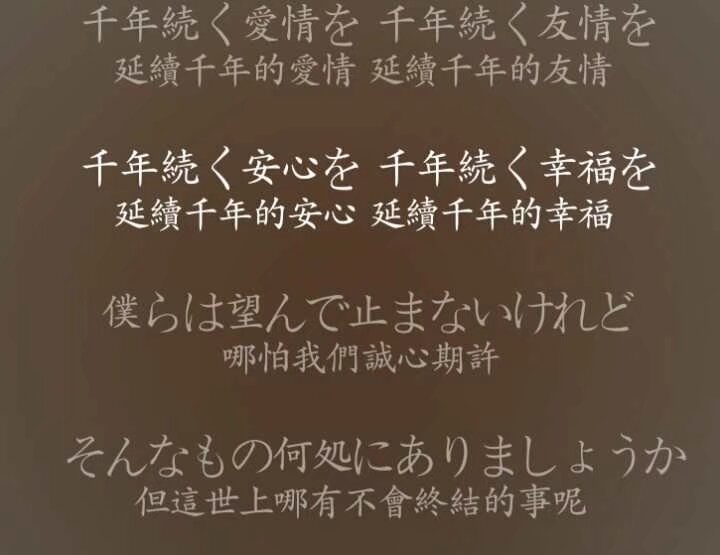 千年続く愛情を 千年続く友情を
延續千年的愛情 延續千年的友情
千年続く安心を 千年続く幸福を
延續千年的安心 延續千年的幸福
僕らは望んで止まないけれど
哪怕我們誠心期許
そんなもの何処にありましょうか
但這世上哪有不會終結的事呢